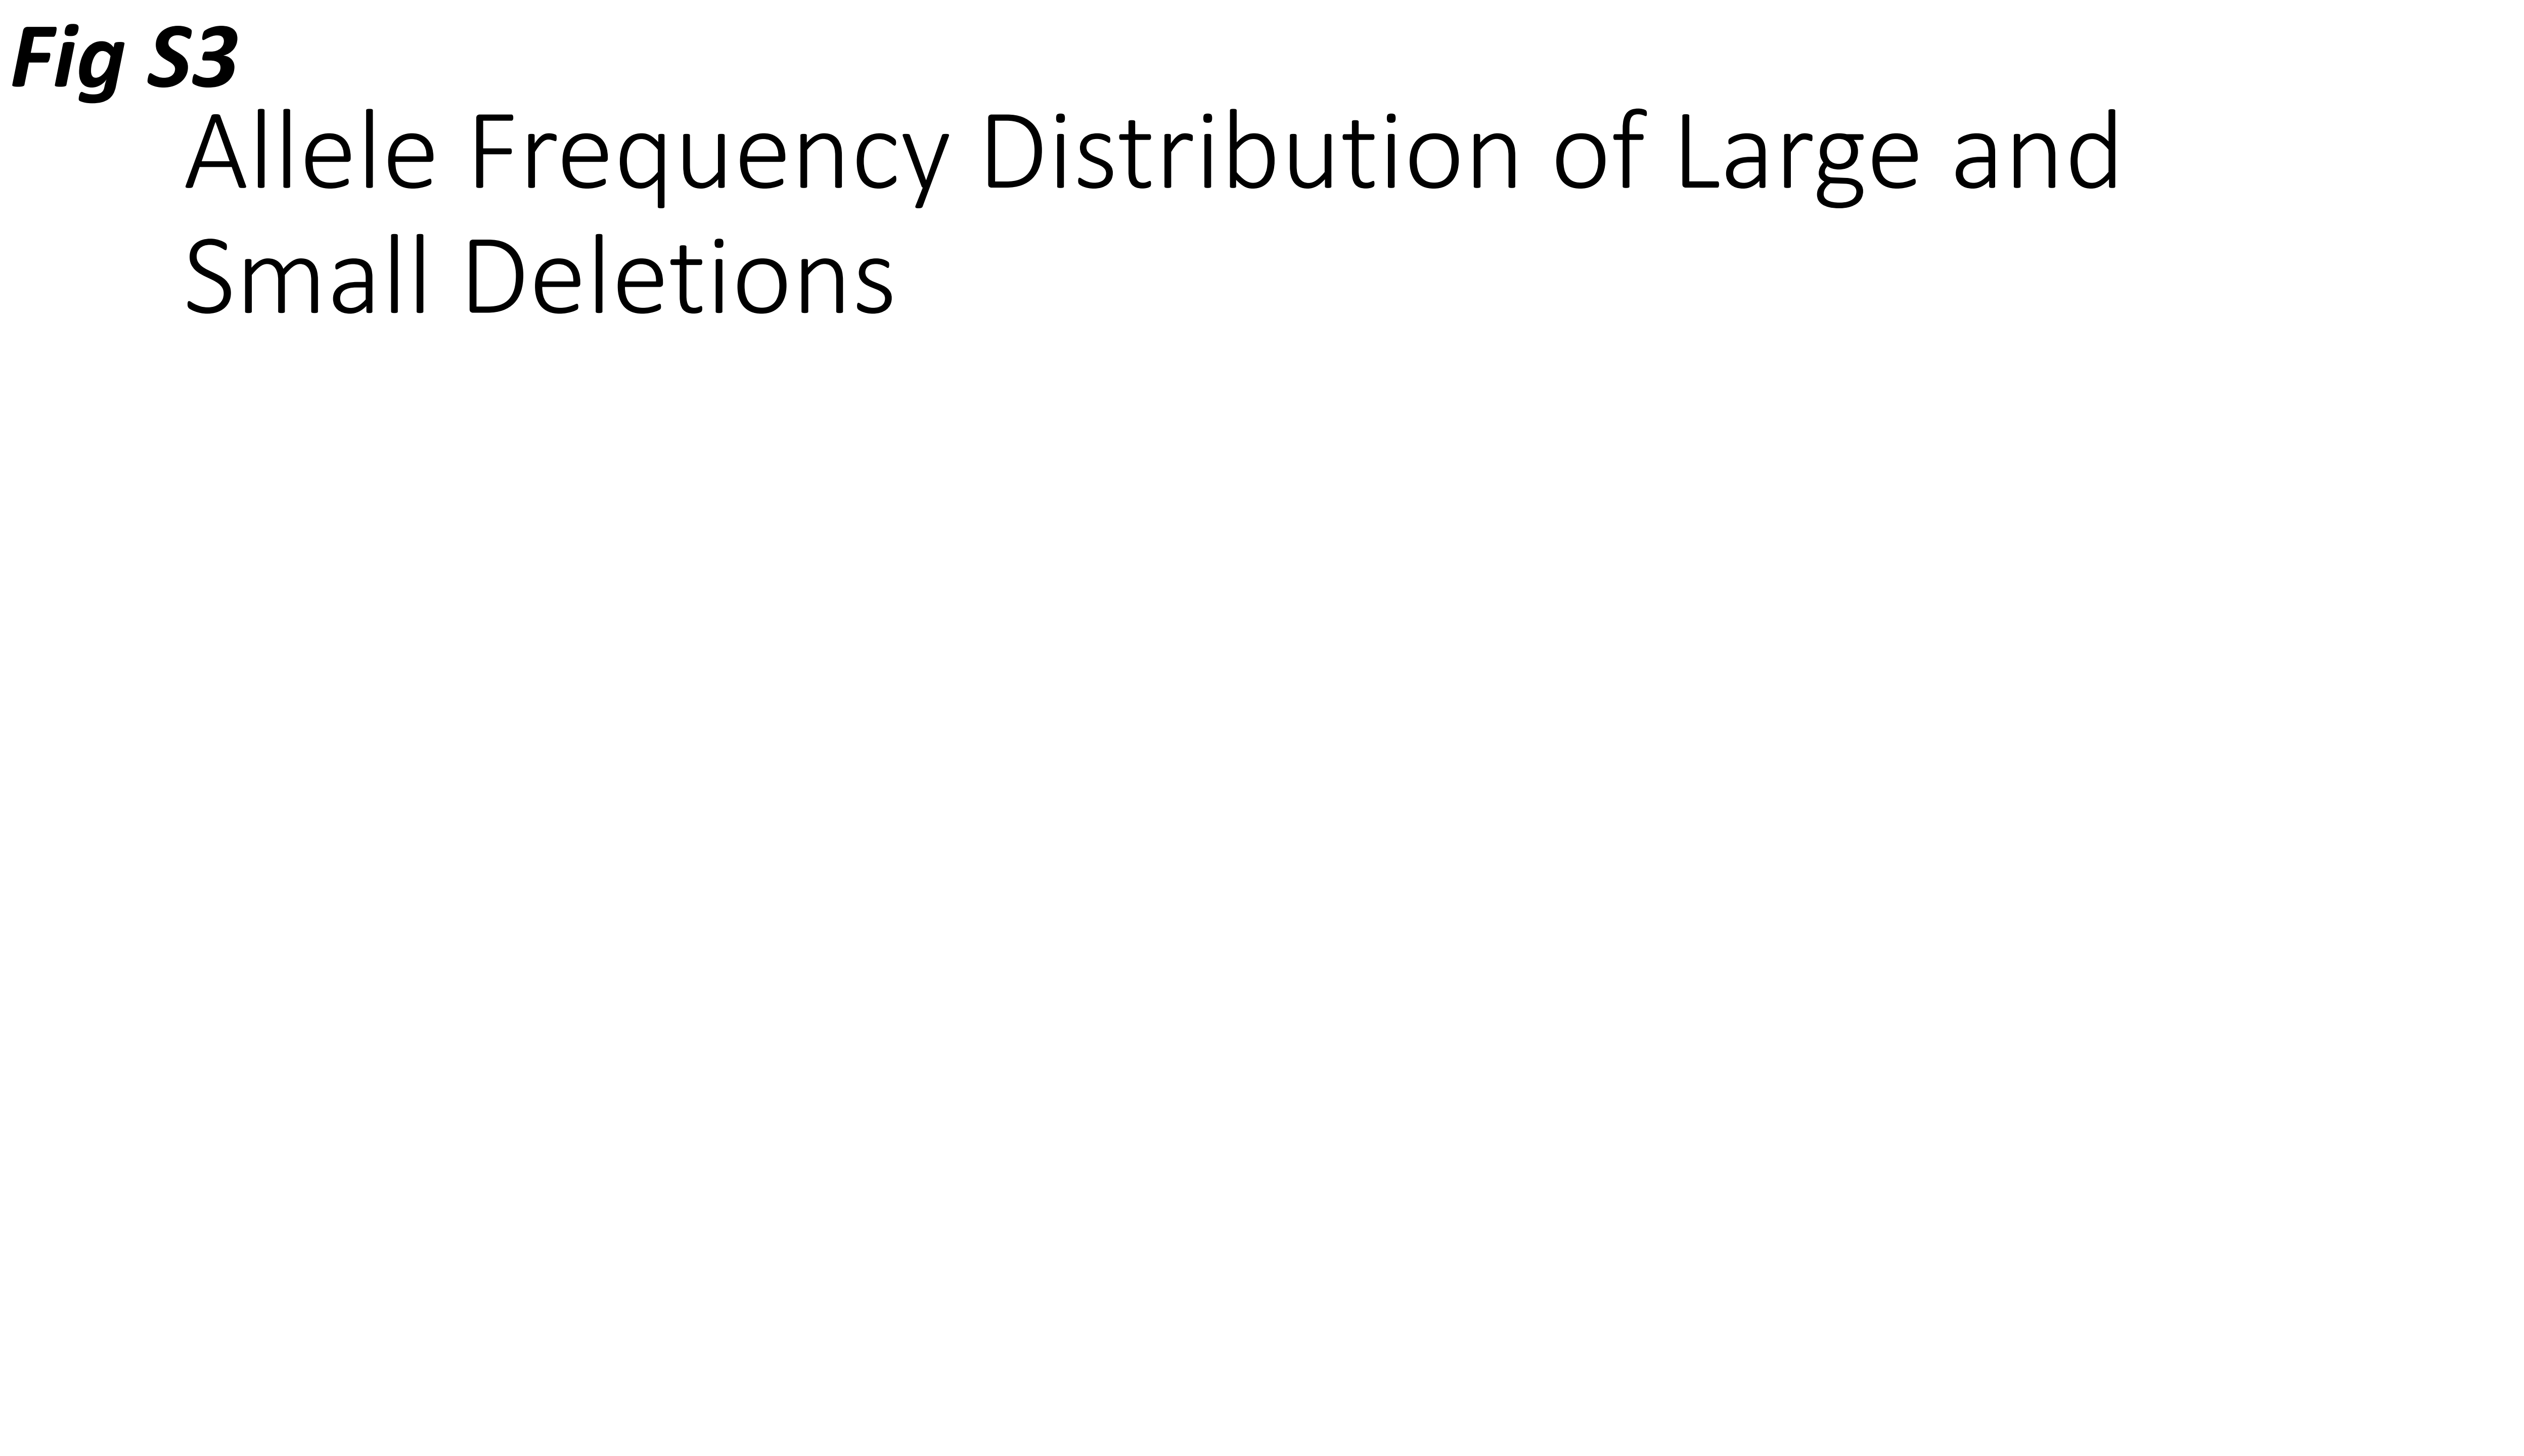 Fig S3
Allele Frequency Distribution of Large and
Small Deletions